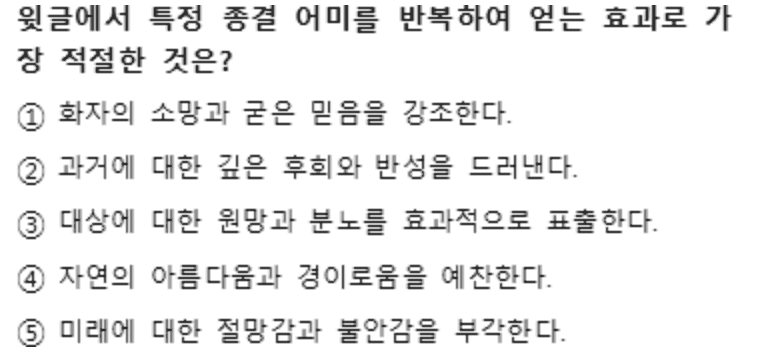 윗글에서 특정 종결 어미를 반복하여 얻는 효과로 가
장 적절한 것은?
① 화자의 소망과 굳은 믿음을 강조한다.
② 과거에 대한 깊은 후회와 반성을 드러낸다.
③ 대상에 대한 원망과 분노를 효과적으로 표출한다.
④ 자연의 아름다움과 경이로움을 예찬한다.
⑤ 미래에 대한 절망감과 불안감을 부각한다.